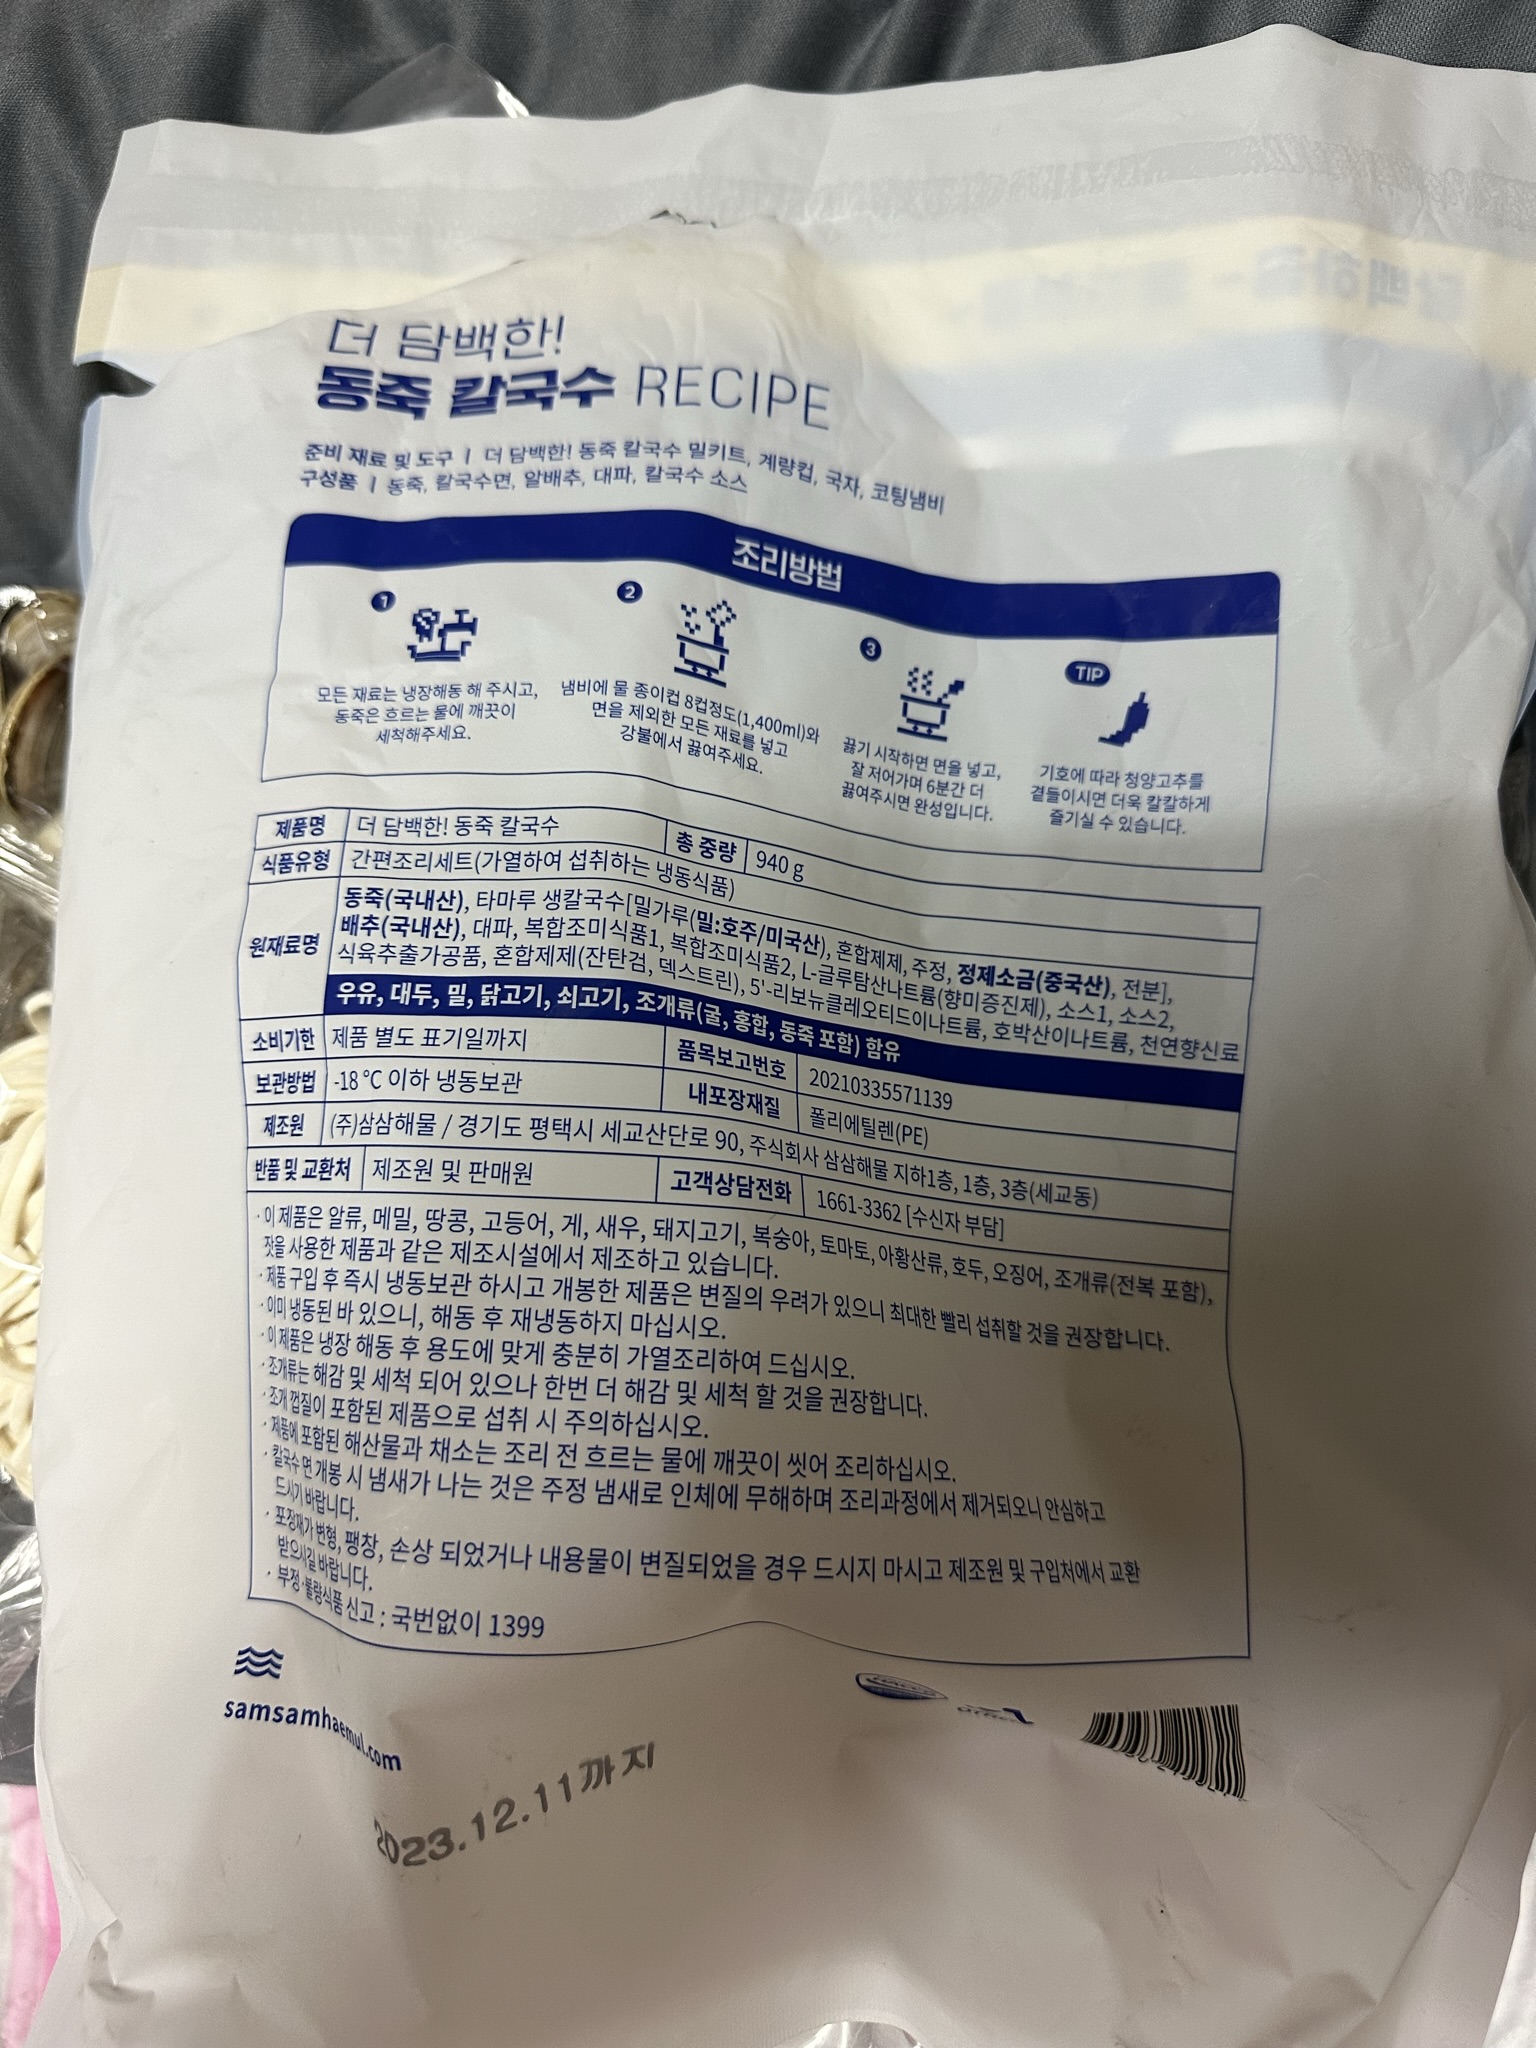 더 담백한!
동죽 칼국수 RECIPE
준비 재료 및 도구 | 더 담백한! 동죽 칼국수 밀키트, 계량컵, 국자, 코팅냄비
구성품 | 동죽, 칼국수면, 알배추, 대파, 칼국수 소스
조리방법
1
모든 재료는 냉장해동 해 주시고,
동죽은 흐르는 물에 깨끗이
세척해주세요.
2
냄비에 물 종이컵 8컵정도(1,400ml)와
면을 제외한 모든 재료를 넣고
강불에서 끓여주세요.
3
끓기 시작하면 면을 넣고,
잘 저어가며 6분간 더
끓여주시면 완성입니다.
TIP
기호에 따라 청양고추를
곁들이시면 더욱 칼칼하게
즐기실 수 있습니다.
제품명 더 담백한! 동죽 칼국수 총 중량 940 g
식품유형 간편조리세트(가열하여 섭취하는 냉동식품)
원재료명 동죽(국내산), 타마루 생칼국수[밀가루(밀:호주/미국산), 혼합제제, 주정, 정제소금(중국산), 전분],
배추(국내산), 대파, 복합조미식품1, 복합조미식품2, L-글루탐산나트륨(향미증진제), 소스1, 소스2,
식육추출가공품, 혼합제제(잔탄검, 덱스트린), 5'-리보뉴클레오티드이나트륨, 호박산이나트륨, 천연향신료
우유, 대두, 밀, 닭고기, 쇠고기, 조개류(굴, 홍합, 동죽 포함) 함유
소비기한 제품 별도 표기일까지 품목보고번호 20210335571139
보관방법 -18 °C 이하 냉동보관 내포장재질 폴리에틸렌(PE)
제조원 (주)삼삼해물 / 경기도 평택시 세교산단로 90, 주식회사 삼삼해물 지하1층, 1층, 3층(세교동)
반품 및 교환처 제조원 및 판매원 고객상담전화 1661-3362 [수신자 부담]
· 이 제품은 알류, 메밀, 땅콩, 고등어, 게, 새우, 돼지고기, 복숭아, 토마토, 아황산류, 호두, 오징어, 조개류(전복 포함),
잣을 사용한 제품과 같은 제조시설에서 제조하고 있습니다.
· 제품 구입 후 즉시 냉동보관 하시고 개봉한 제품은 변질의 우려가 있으니 최대한 빨리 섭취할 것을 권장합니다.
· 이미 냉동된 바 있으니, 해동 후 재냉동하지 마십시오.
· 이 제품은 냉장 해동 후 용도에 맞게 충분히 가열조리하여 드십시오.
· 조개류는 해감 및 세척 되어 있으나 한번 더 해감 및 세척 할 것을 권장합니다.
· 조개 껍질이 포함된 제품으로 섭취 시 주의하십시오.
· 제품에 포함된 해산물과 채소는 조리 전 흐르는 물에 깨끗이 씻어 조리하십시오.
· 칼국수 면 개봉 시 냄새가 나는 것은 주정 냄새로 인체에 무해하며 조리과정에서 제거되오니 안심하고
드시기 바랍니다.
· 포장재가 변형, 팽창, 손상 되었거나 내용물이 변질되었을 경우 드시지 마시고 제조원 및 구입처에서 교환
받으시길 바랍니다.
· 부정·불량식품 신고 : 국번없이 1399
samsamhaemul.com
2023.12.11까지